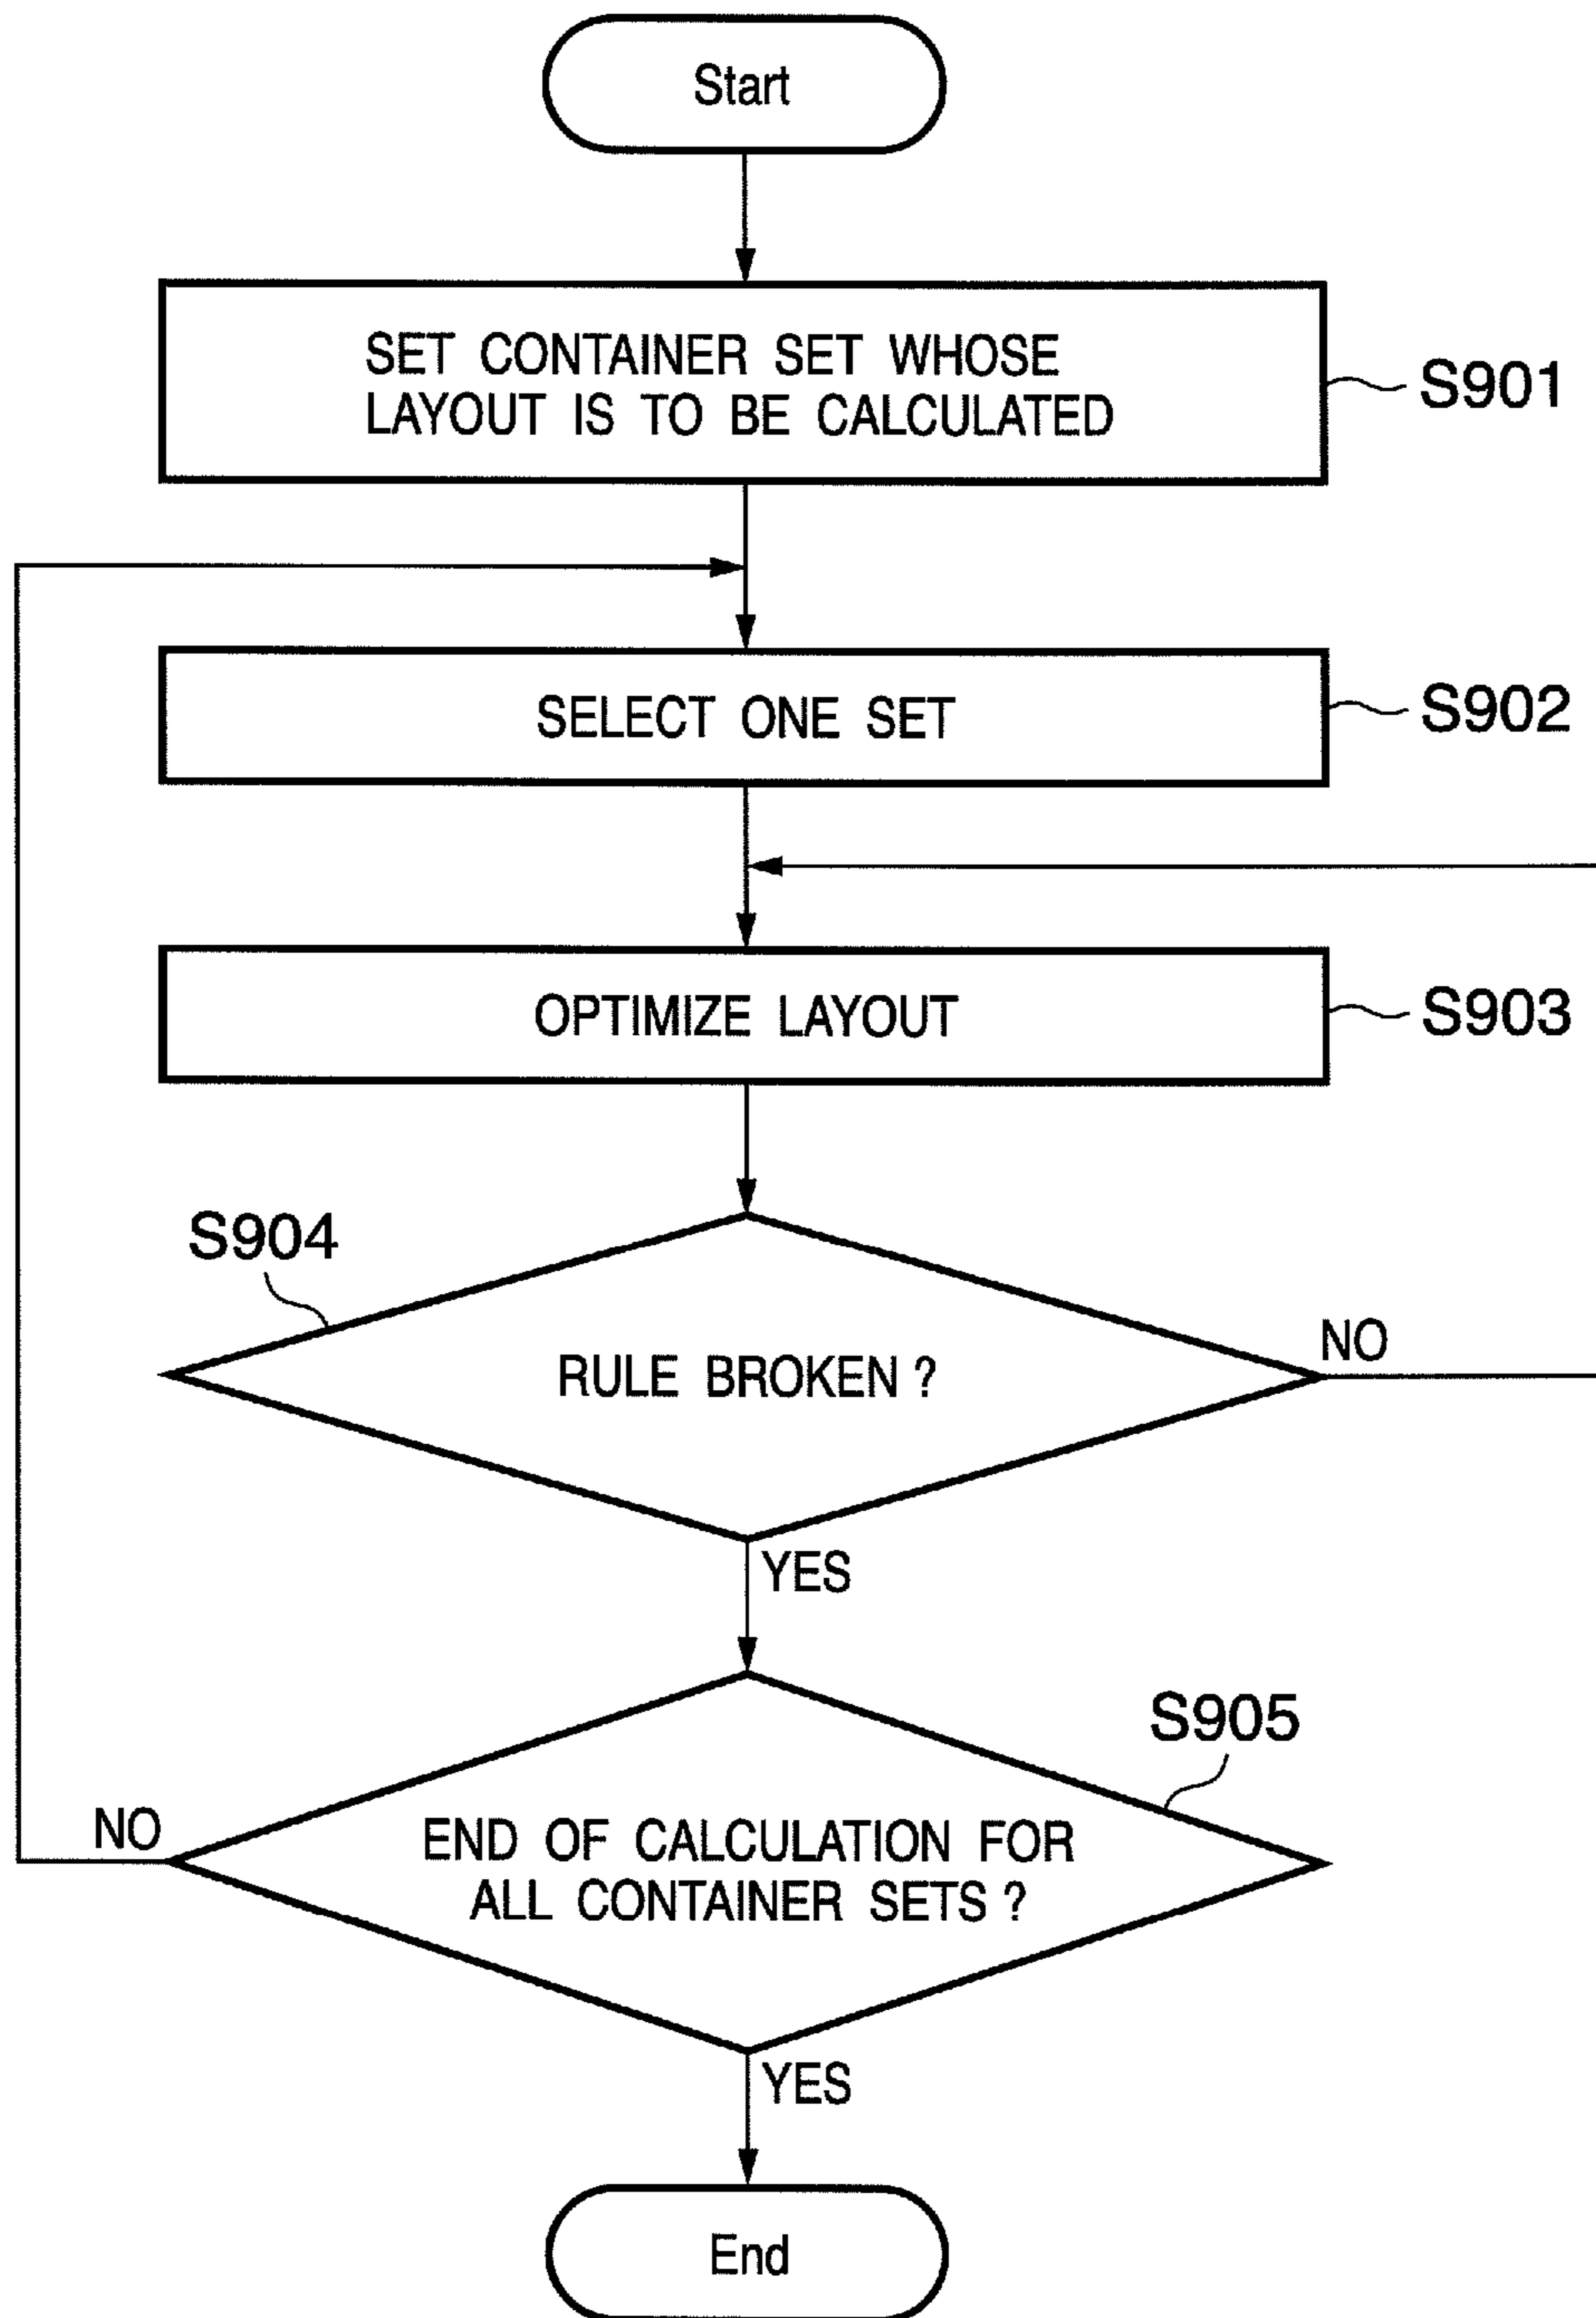 Start
SET CONTAINER SET WHOSE
LAYOUT IS TO BE CALCULATED
S901
SELECT ONE SET
S902
OPTIMIZE LAYOUT
S903
S904
RULE BROKEN ?
NO
YES
S905
NO
END OF CALCULATION FOR
ALL CONTAINER SETS ?
YES
End